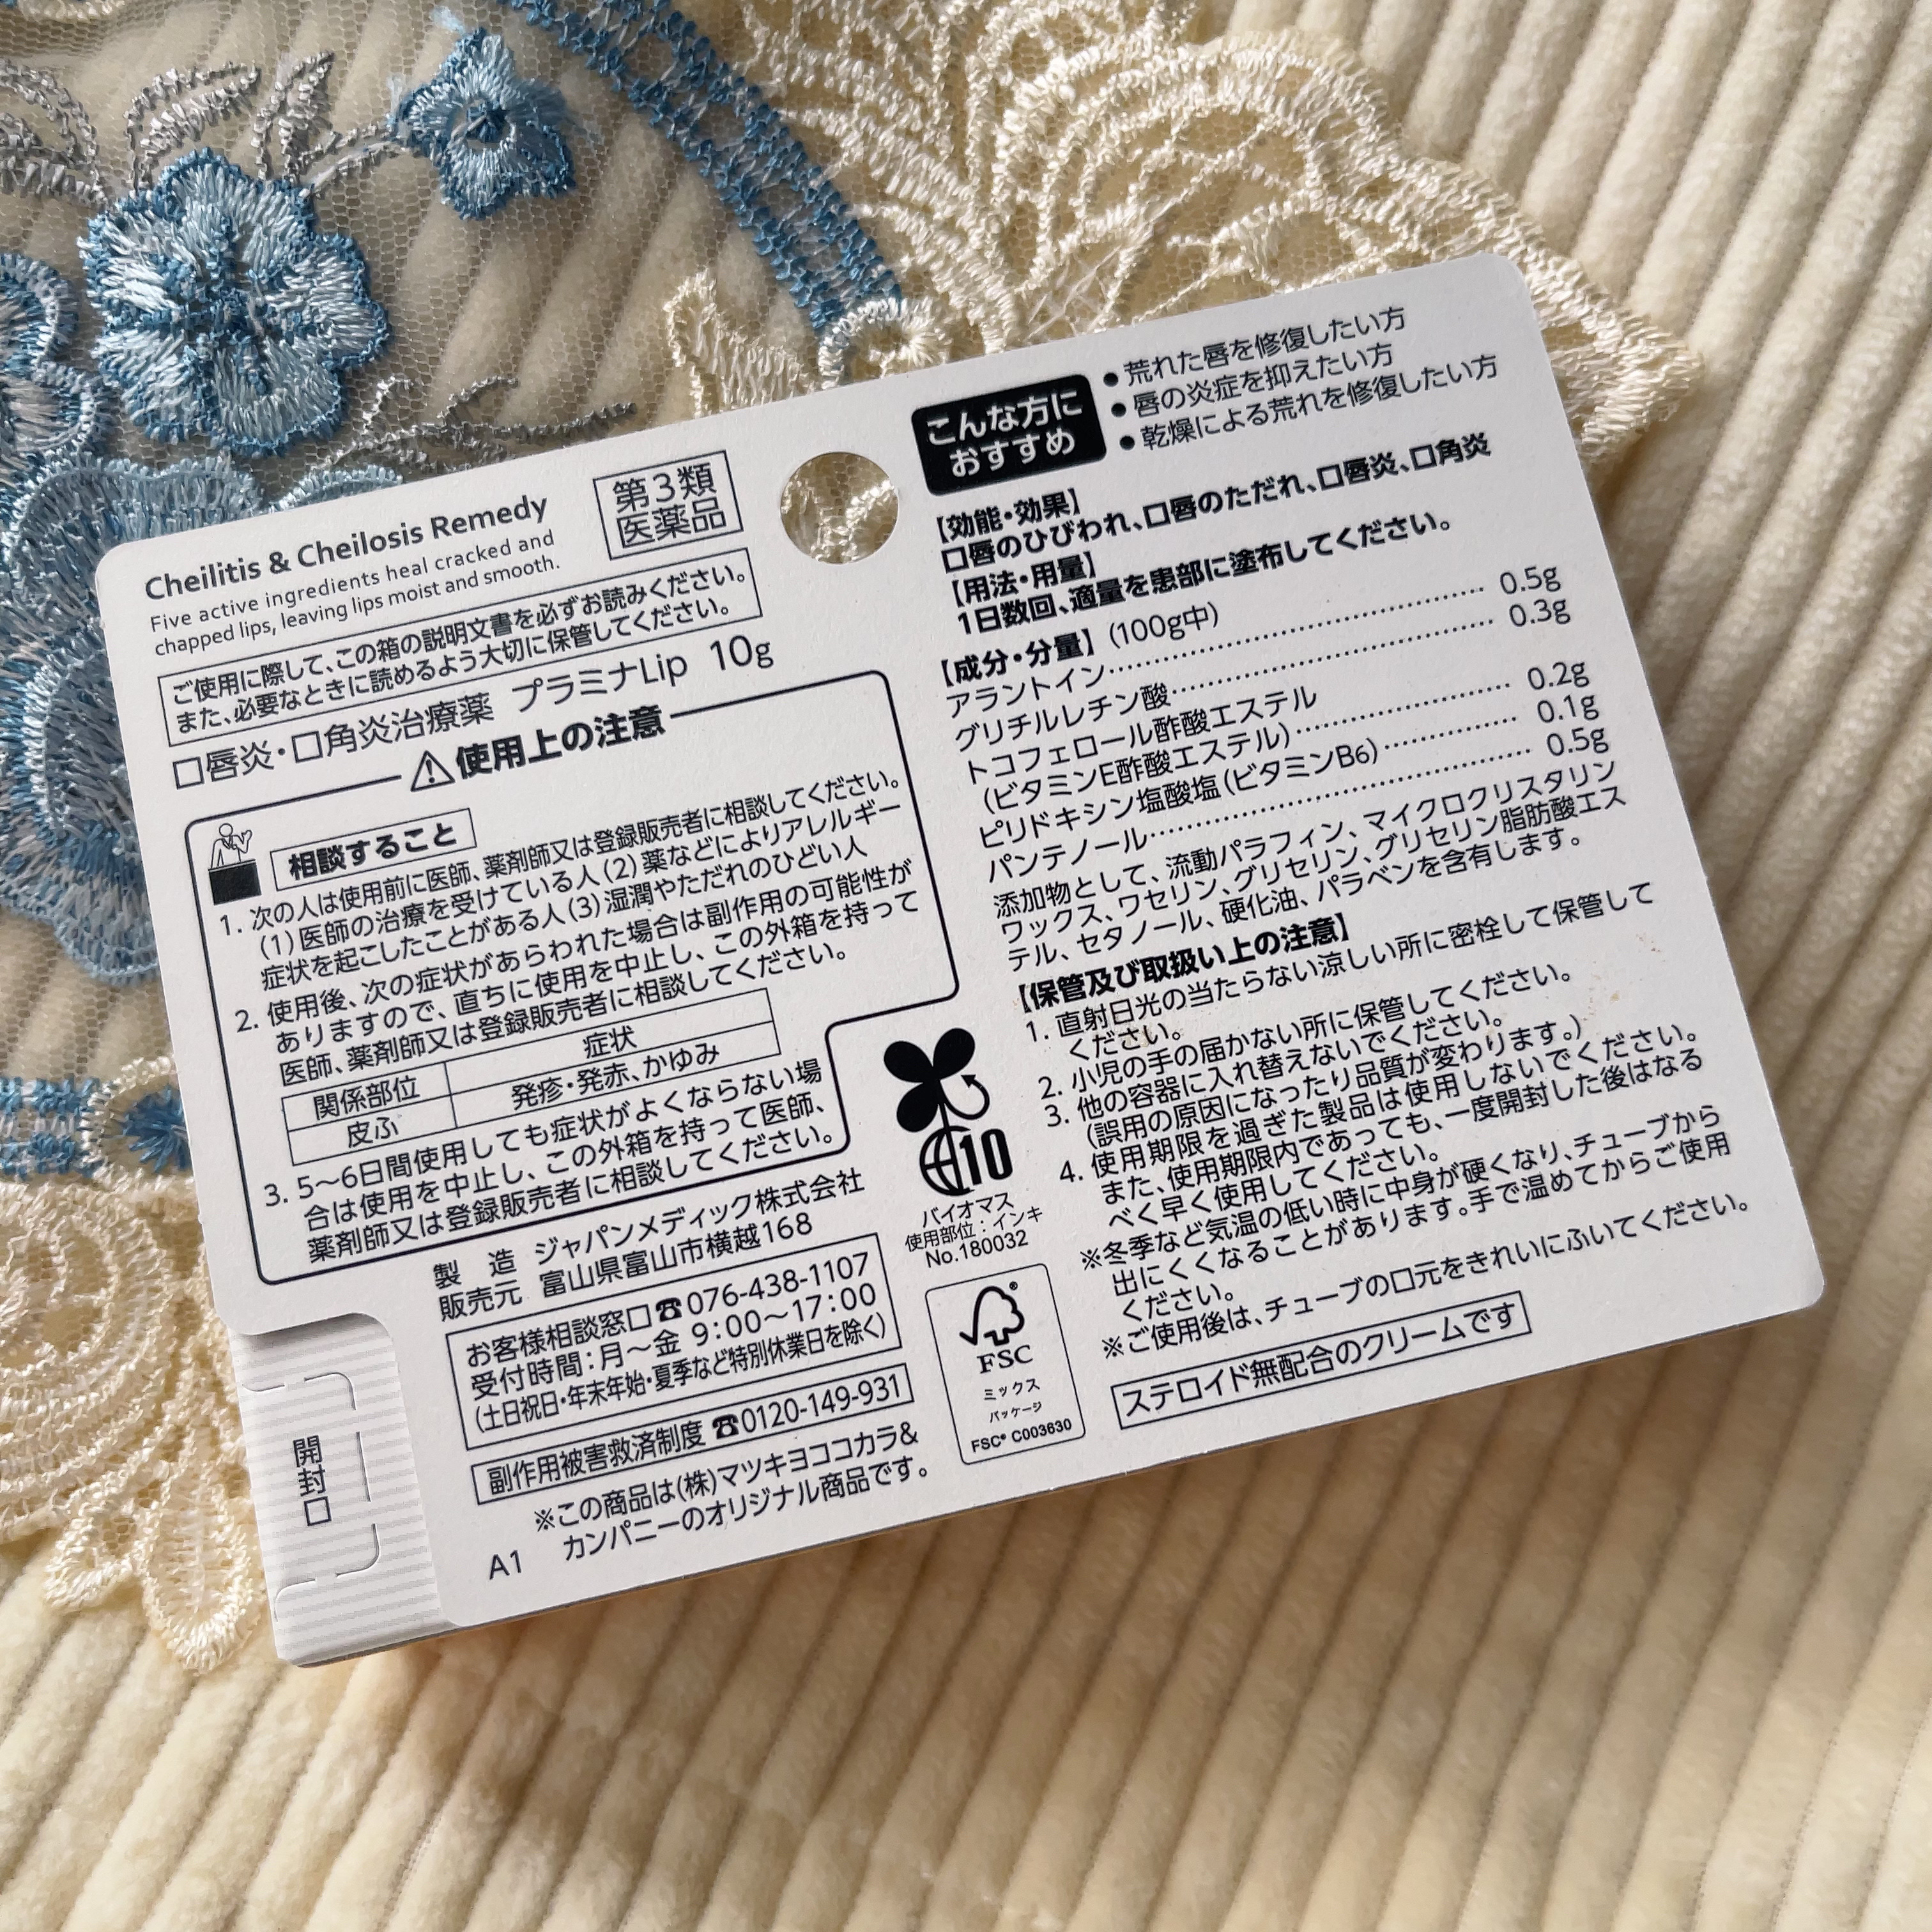 Cheilitis & Cheilosis Remedy
Five active ingredients heal cracked and
chapped lips, leaving lips moist and smooth.
第3類
医薬品
ご使用に際して、この箱の説明文書を必ずお読みください。
また、必要なときに読めるよう大切に保管してください。
口唇炎・口角炎治療薬 プラミナLip 10g
使用上の注意
相談すること
1. 次の人は使用前に医師、薬剤師又は登録販売者に相談してください。
(1)医師の治療を受けている人(2)薬などによりアレルギー
症状を起こしたことがある人(3)湿潤やただれのひどい人
2. 使用後、次の症状があらわれた場合は副作用の可能性が
ありますので、直ちに使用を中止し、この外箱を持って
医師、薬剤師又は登録販売者に相談してください。
関係部位 症状
皮ふ 発疹・発赤、かゆみ
3. 5〜6日間使用しても症状がよくならない場
合は使用を中止し、この外箱を持って医師、
薬剤師又は登録販売者に相談してください。
製造 ジャパンメディック株式会社
販売元 富山県富山市横越168
お客様相談窓口☎076-438-1107
受付時間:月〜金 9:00〜17:00
(土日祝日・年末年始・夏季など特別休業日を除く)
副作用被害救済制度 ☎0120-149-931
※この商品は(株)マツキヨココカラ&
カンパニーのオリジナル商品です。
A1
開封口
10
バイオマス
使用部位:インキ
No.180032
FSC
ミックス
パッケージ
FSC® C003630
こんな方に
おすすめ
● 荒れた唇を修復したい方
● 唇の炎症を抑えたい方
● 乾燥による荒れを修復したい方
【効能・効果】
口唇のひびわれ、口唇のただれ、口唇炎、口角炎
【用法・用量】
1日数回、適量を患部に塗布してください。
【成分・分量】(100g中)
アラントイン 0.5g
グリチルレチン酸 0.3g
トコフェロール酢酸エステル
(ビタミンE酢酸エステル) 0.2g
ピリドキシン塩酸塩(ビタミンB6) 0.1g
パンテノール 0.5g
添加物として、流動パラフィン、マイクロクリスタリン
ワックス、ワセリン、グリセリン、グリセリン脂肪酸エス
テル、セタノール、硬化油、パラベンを含有します。
【保管及び取扱い上の注意】
1. 直射日光の当たらない涼しい所に密栓して保管して
ください。
2. 小児の手の届かない所に保管してください。
3. 他の容器に入れ替えないでください。
(誤用の原因になったり品質が変わります。)
4. 使用期限を過ぎた製品は使用しないでください。
また、使用期限内であっても、一度開封した後はなる
べく早く使用してください。
※冬季など気温の低い時に中身が硬くなり、チューブから
出にくくなることがあります。手で温めてからご使用
ください。
※ご使用後は、チューブの口元をきれいにふいてください。
ステロイド無配合のクリームです